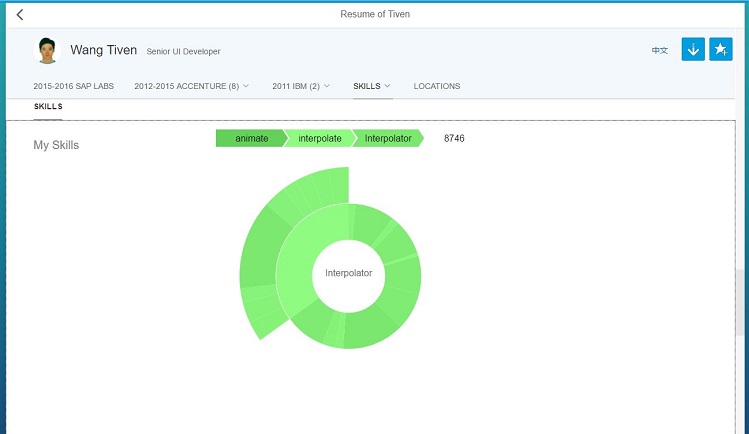 Resume of Tiven
Wang Tiven Senior UI Developer 中文
2015-2016 SAP LABS 2012-2015 ACCENTURE (8) 2011 IBM (2) SKILLS LOCATIONS
SKILLS
My Skills
animate interpolate Interpolator 8746
Interpolator